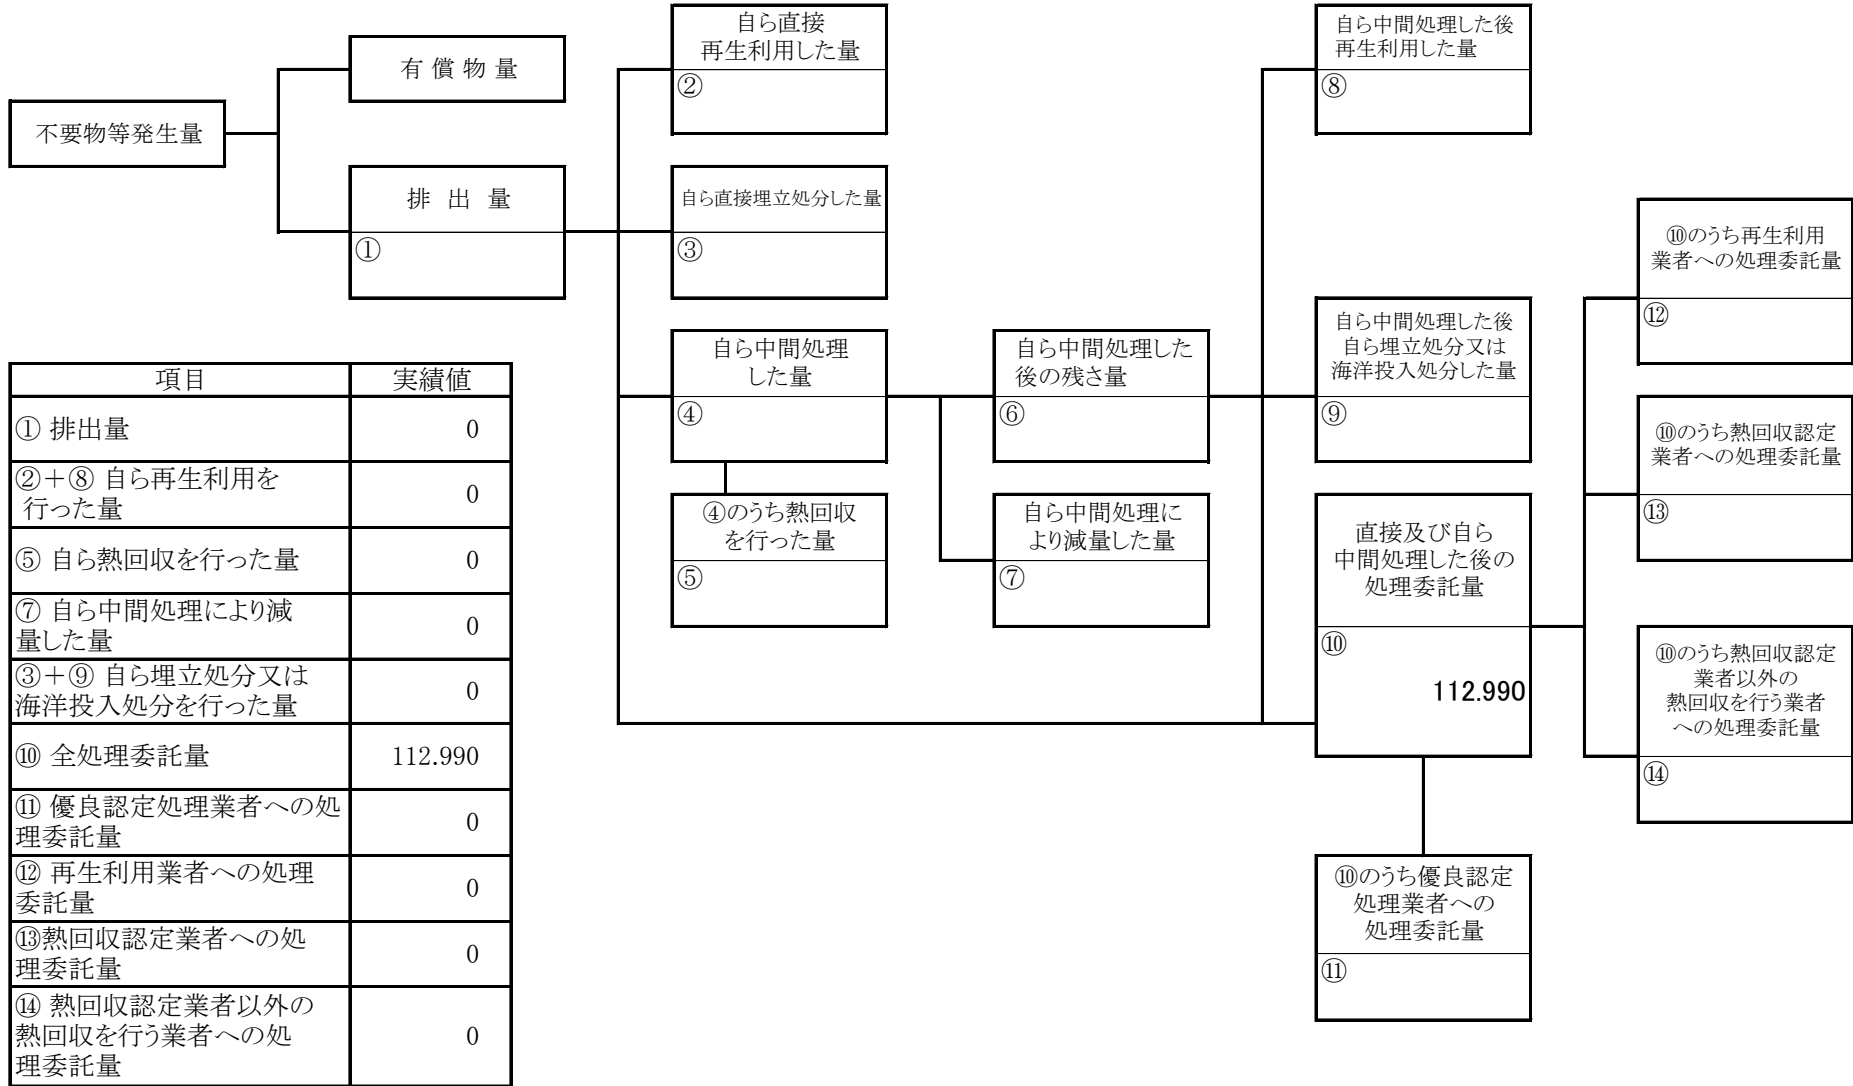 不要物等発生量
有 償 物 量
排 出 量
①
自ら直接
再生利用した量
②
自ら直接埋立処分した量
③
自ら中間処理
した量
④
④のうち熱回収
を行った量
⑤
自ら中間処理した
後の残さ量
⑥
自ら中間処理に
より減量した量
⑦
自ら中間処理した後
再生利用した量
⑧
自ら中間処理した後
自ら埋立処分又は
海洋投入処分した量
⑨
直接及び自ら
中間処理した後の
処理委託量
⑩
112.990
⑩のうち優良認定
処理業者への
処理委託量
⑪
⑩のうち再生利用
業者への処理委託量
⑫
⑩のうち熱回収認定
業者への処理委託量
⑬
⑩のうち熱回収認定
業者以外の
熱回収を行う業者
への処理委託量
⑭
項目 実績値
① 排出量 0
②＋⑧ 自ら再生利用を
行った量 0
⑤ 自ら熱回収を行った量 0
⑦ 自ら中間処理により減
量した量 0
③＋⑨ 自ら埋立処分又は
海洋投入処分を行った量 0
⑩ 全処理委託量 112.990
⑪ 優良認定処理業者への処
理委託量 0
⑫ 再生利用業者への処理
委託量 0
⑬熱回収認定業者への処
理委託量 0
⑭ 熱回収認定業者以外の
熱回収を行う業者への処
理委託量 0